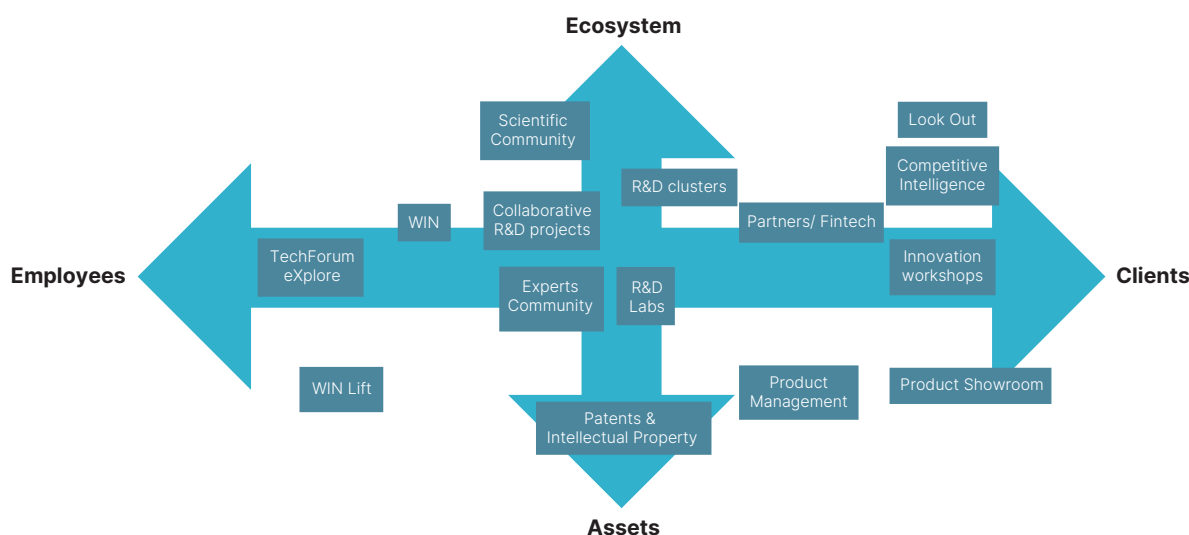 Ecosystem
Look Out
Scientific
Community
Competitive
Intelligence
R&D clusters
WIN
Collaborative
R&D projects
Partners/ Fintech
Employees
TechForum
eXplore
Innovation
workshops
Clients
Experts
Community
R&D
Labs
WIN Lift
Product
Management
Product Showroom
Patents &
Intellectual Property
Assets